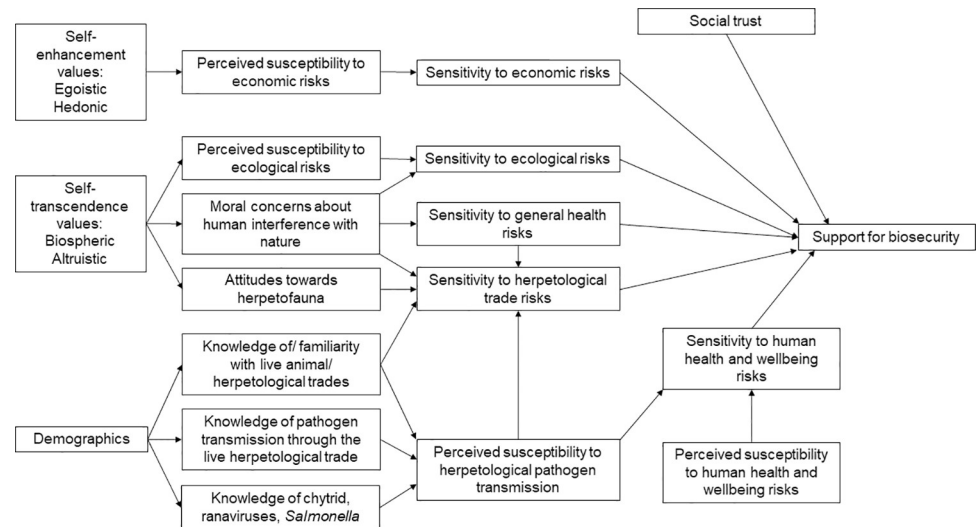 Self-
enhancement
values:
Egoistic
Hedonic
Perceived susceptibility to
economic risks
Sensitivity to economic risks
Social trust
Self-
transcendence
values:
Biospheric
Altruistic
Perceived susceptibility to
ecological risks
Sensitivity to ecological risks
Moral concerns about
human interference with
nature
Sensitivity to general health
risks
Support for biosecurity
Attitudes towards
herpetofauna
Sensitivity to herpetological
trade risks
Demographics
Knowledge of/ familiarity
with live animal/
herpetological trades
Sensitivity to human
health and wellbeing
risks
Knowledge of pathogen
transmission through the
live herpetological trade
Perceived susceptibility to
herpetological pathogen
transmission
Perceived susceptibility
to human health and
wellbeing risks
Knowledge of chytrid,
ranaviruses, Salmonella